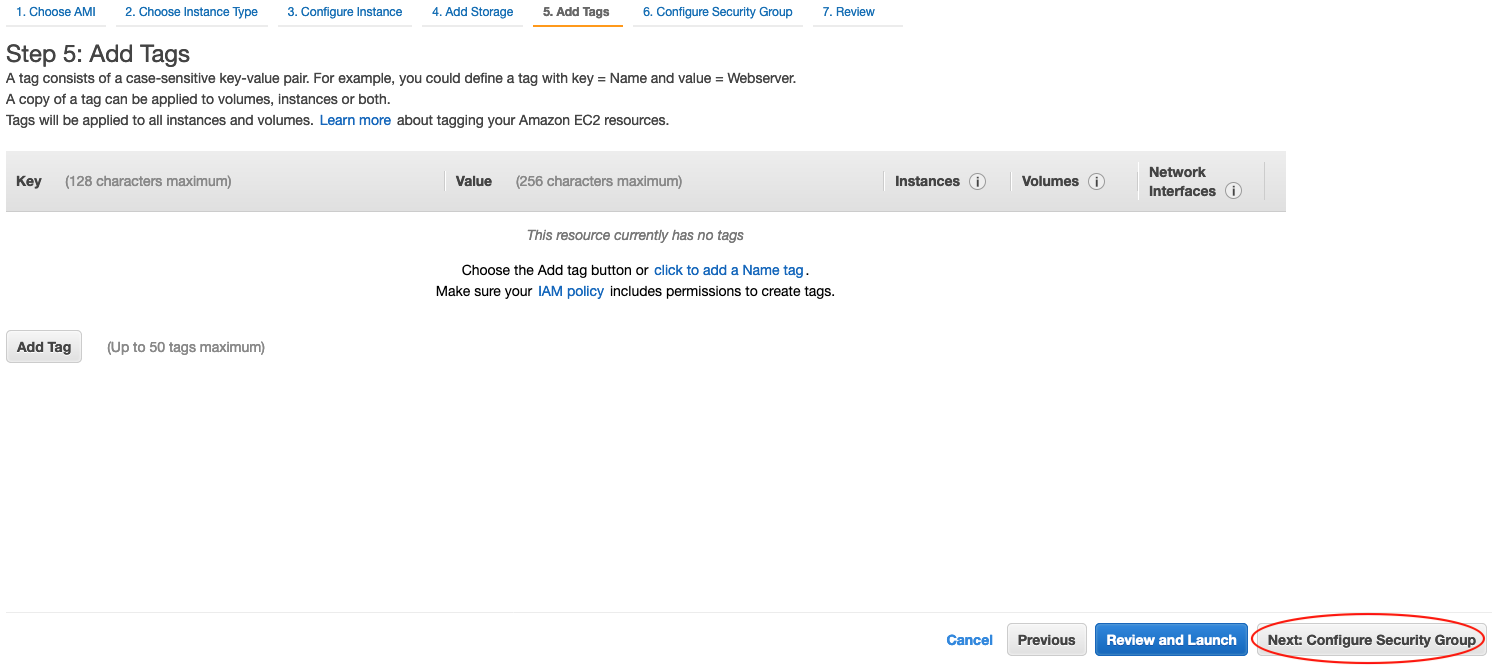 1. Choose AMI 2. Choose Instance Type 3. Configure Instance 4. Add Storage 5. Add Tags 6. Configure Security Group 7. Review
Step 5: Add Tags
A tag consists of a case-sensitive key-value pair. For example, you could define a tag with key = Name and value = Webserver.
A copy of a tag can be applied to volumes, instances or both.
Tags will be applied to all instances and volumes. Learn more about tagging your Amazon EC2 resources.
Key (128 characters maximum) Value (256 characters maximum) Instances i Volumes i Network
Interfaces i
This resource currently has no tags
Choose the Add tag button or click to add a Name tag.
Make sure your IAM policy includes permissions to create tags.
Add Tag (Up to 50 tags maximum)
Cancel Previous Review and Launch Next: Configure Security Group